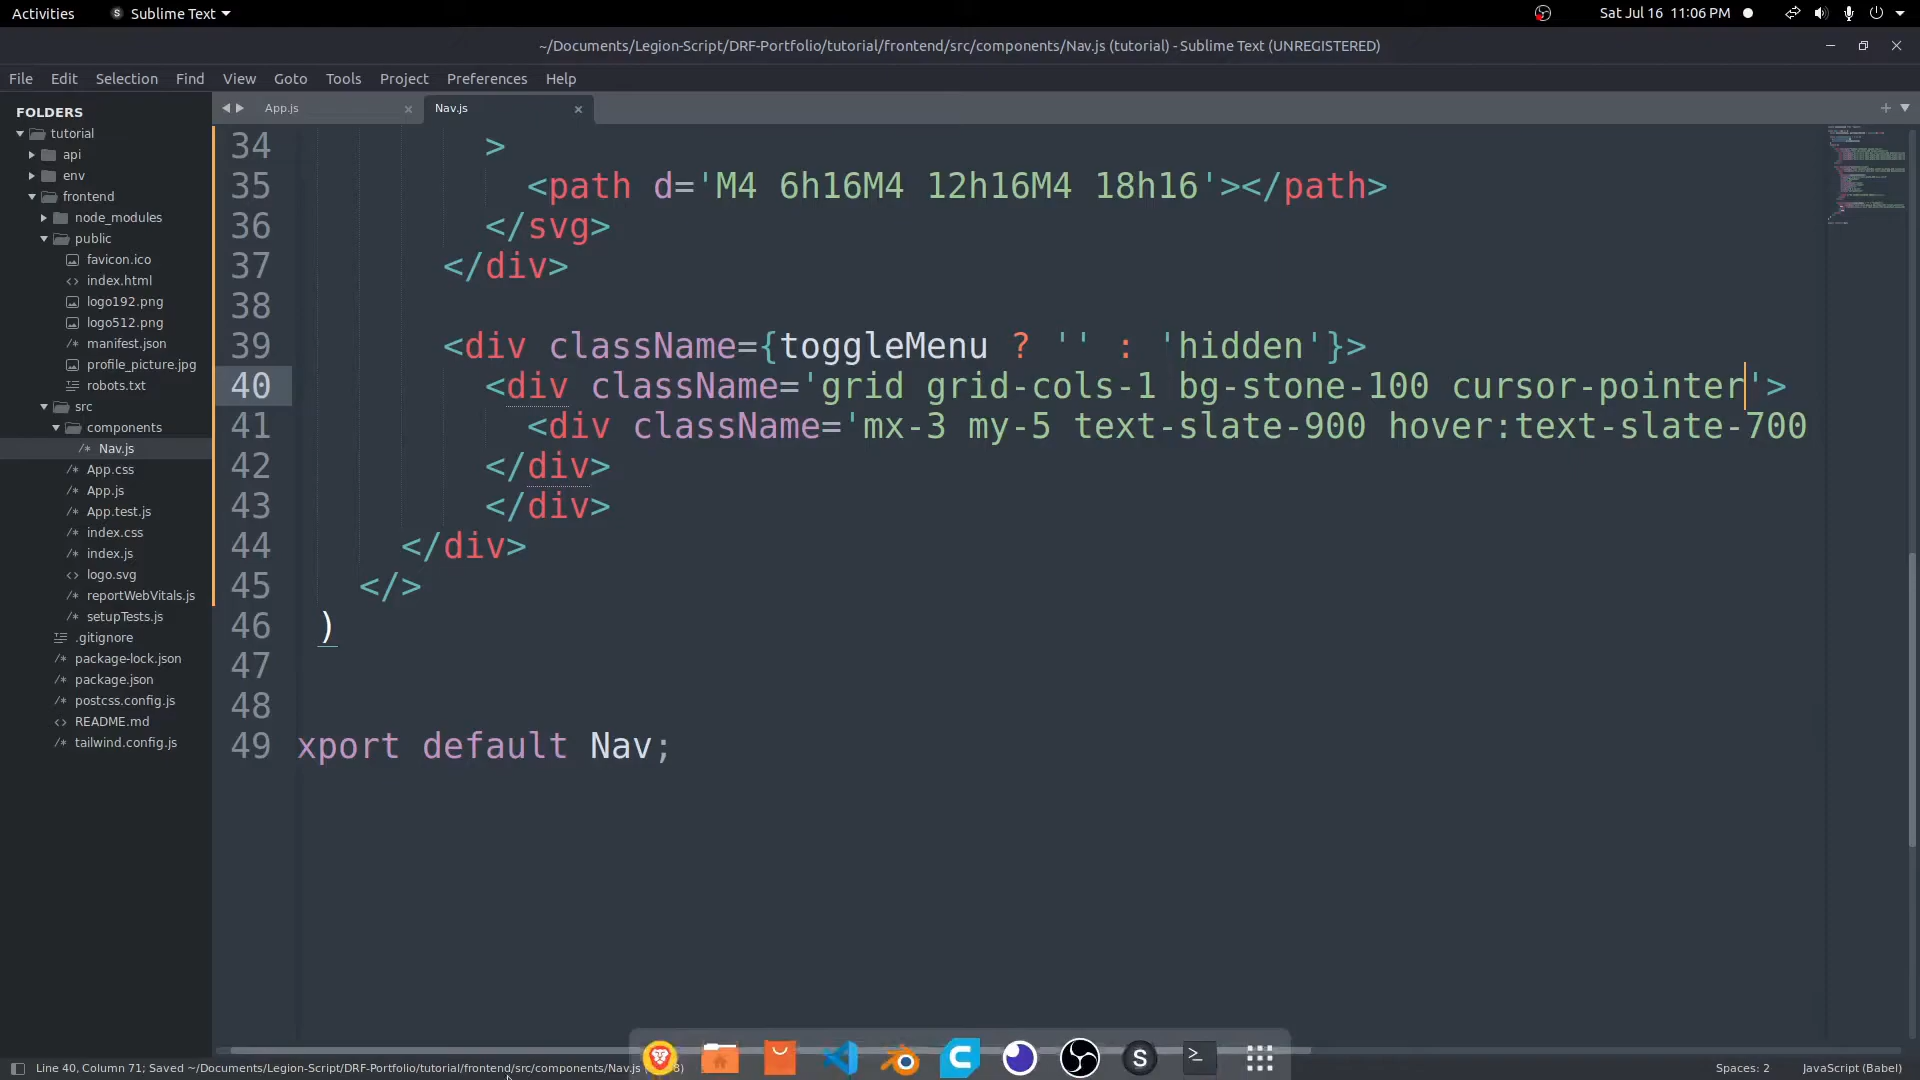 Activities
Sublime Text
Sat Jul 16 11:06 PM
~/Documents/Legion-Script/DRF-Portfolio/tutorial/frontend/src/components/Nav.js (tutorial) - Sublime Text (UNREGISTERED)
File Edit Selection Find View Goto Tools Project Preferences Help
FOLDERS
tutorial
api
env
frontend
node_modules
public
favicon.ico
<> index.html
logo192.png
logo512.png
/* manifest.json
profile_picture.jpg
robots.txt
src
components
/* Nav.js
/* App.css
/* App.js
/* App.test.js
/* index.css
/* index.js
<> logo.svg
/* reportWebVitals.js
/* setupTests.js
.gitignore
/* package-lock.json
/* package.json
/* postcss.config.js
<> README.md
/* tailwind.config.js
App.js
Nav.js
34 >
35 <path d='M4 6h16M4 12h16M4 18h16'></path>
36 </svg>
37 </div>
38
39 <div className={toggleMenu ? '' : 'hidden'}>
40 <div className='grid grid-cols-1 bg-stone-100 cursor-pointer'>
41 <div className='mx-3 my-5 text-slate-900 hover:text-slate-700
42 </div>
43 </div>
44 </div>
45 </>
46 )
47
48
49 xport default Nav;
Line 40, Column 71; Saved ~/Documents/Legion-Script/DRF-Portfolio/tutorial/frontend/src/components/Nav.js
Spaces: 2
JavaScript (Babel)